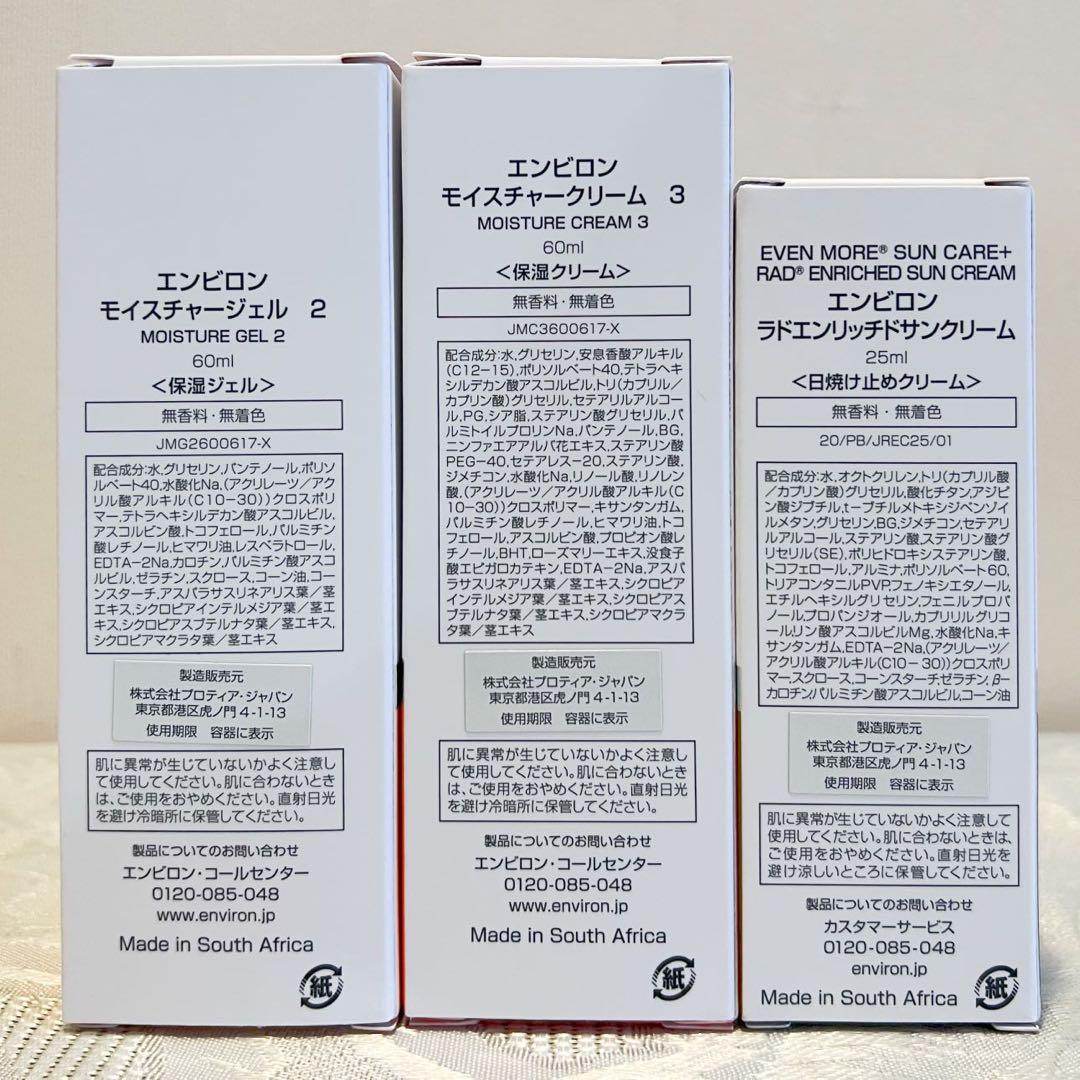 エンビロン
モイスチャージェル 2
MOISTURE GEL 2
60ml
<保湿ジェル>
無香料・無着色
JMG2600617-X
配合成分:水,グリセリン,パンテノール,ポリソ
ルベート40,水酸化Na,(アクリレーツ/アク
リル酸アルキル(C10-30))クロスポリ
マー,テトラヘキシルデカン酸アスコルビル,
アスコルビン酸,トコフェロール,パルミチン
酸レチノール,ヒマワリ油,レスベラトロール,
EDTA-2Na,カロチン,パルミチン酸アスコ
ルビル,ゼラチン,スクロース,コーン油,コー
ンスターチ,アスパラサスリネアリス葉/茎エ
キス,シクロピアインテルメジア葉/茎エキ
ス,シクロピアスブテルナタ葉/茎エキス,
シクロピアマクラタ葉/茎エキス
製造販売元
株式会社プロティア・ジャパン
東京都港区虎ノ門 4-1-13
使用期限 容器に表示
肌に異常が生じていないかよく注意し
て使用してください。肌に合わないとき
は、ご使用をおやめください。直射日光
を避け冷暗所に保管してください。
製品についてのお問い合わせ
エンビロン・コールセンター
0120-085-048
www.environ.jp
Made in South Africa
紙
エンビロン
モイスチャークリーム 3
MOISTURE CREAM 3
60ml
<保湿クリーム>
無香料・無着色
JMC3600617-X
配合成分:水,グリセリン,安息香酸アルキル
(C12-15),ポリソルベート40,テトラヘキ
シルデカン酸アスコルビル,トリ(カプリル/
カプリン酸)グリセリル,セテアリルアルコー
ル,PG,シア脂,ステアリン酸グリセリル,パ
ルミトイルプロリンNa,パンテノール,BG,
ニンファエアアルバ花エキス,ステアリン酸
PEG-40,セテアレス-20,ステアリン酸,
ジメチコン,水酸化Na,リノール酸,リノレン
酸,(アクリレーツ/アクリル酸アルキル(C
10-30))クロスポリマー,キサンタンガム,
パルミチン酸レチノール,ヒマワリ油,トコ
フェロール,アスコルビン酸,プロピオン酸レ
チノール,BHT,ローズマリーエキス,没食子
酸エピガロカテキン,EDTA-2Na,アスパ
ラサスリネアリス葉/茎エキス,シクロピア
インテルメジア葉/茎エキス,シクロピアス
ブテルナタ葉/茎エキス,シクロピアマクラ
タ葉/茎エキス
製造販売元
株式会社プロティア・ジャパン
東京都港区虎ノ門 4-1-13
使用期限 容器に表示
肌に異常が生じていないかよく注意し
て使用してください。肌に合わないとき
は、ご使用をおやめください。直射日光
を避け冷暗所に保管してください。
製品についてのお問い合わせ
エンビロン・コールセンター
0120-085-048
www.environ.jp
Made in South Africa
紙
EVEN MORE® SUN CARE+
RAD® ENRICHED SUN CREAM
エンビロン
ラドエンリッチドサンクリーム
25ml
<日焼け止めクリーム>
無香料・無着色
20/PB/JREC25/01
配合成分:水,オクトクリレン,トリ(カプリル酸
/カプリン酸)グリセリル,酸化チタン,アジピ
ン酸ジブチル,t-ブチルメトキシジベンゾイ
ルメタン,グリセリン,BG,ジメチコン,セテアリ
ルアルコール,ステアリン酸,ステアリン酸グ
リセリル(SE),ポリヒドロキシステアリン酸,
トコフェロール,アルミナ,ポリソルベート60,
トリアコンタニルPVP,フェノキシエタノール,
エチルヘキシルグリセリン,フェニルプロパ
ノール,プロパンジオール,カプリリルグリコ
ール,リン酸アスコルビルMg,水酸化Na,キ
サンタンガム,EDTA-2Na,(アクリレーツ/
アクリル酸アルキル(C10-30))クロスポリ
マー,スクロース,コーンスターチ,ゼラチン,β-
カロチン,パルミチン酸アスコルビル,コーン油
製造販売元
株式会社プロティア・ジャパン
東京都港区虎ノ門 4-1-13
使用期限 容器に表示
肌に異常が生じていないかよく注意して
使用してください。肌に合わないときは、
ご使用をおやめください。直射日光を
避け涼しいところに保管してください。
製品についてのお問い合わせ
カスタマーサービス
0120-085-048
environ.jp
Made in South Africa
紙